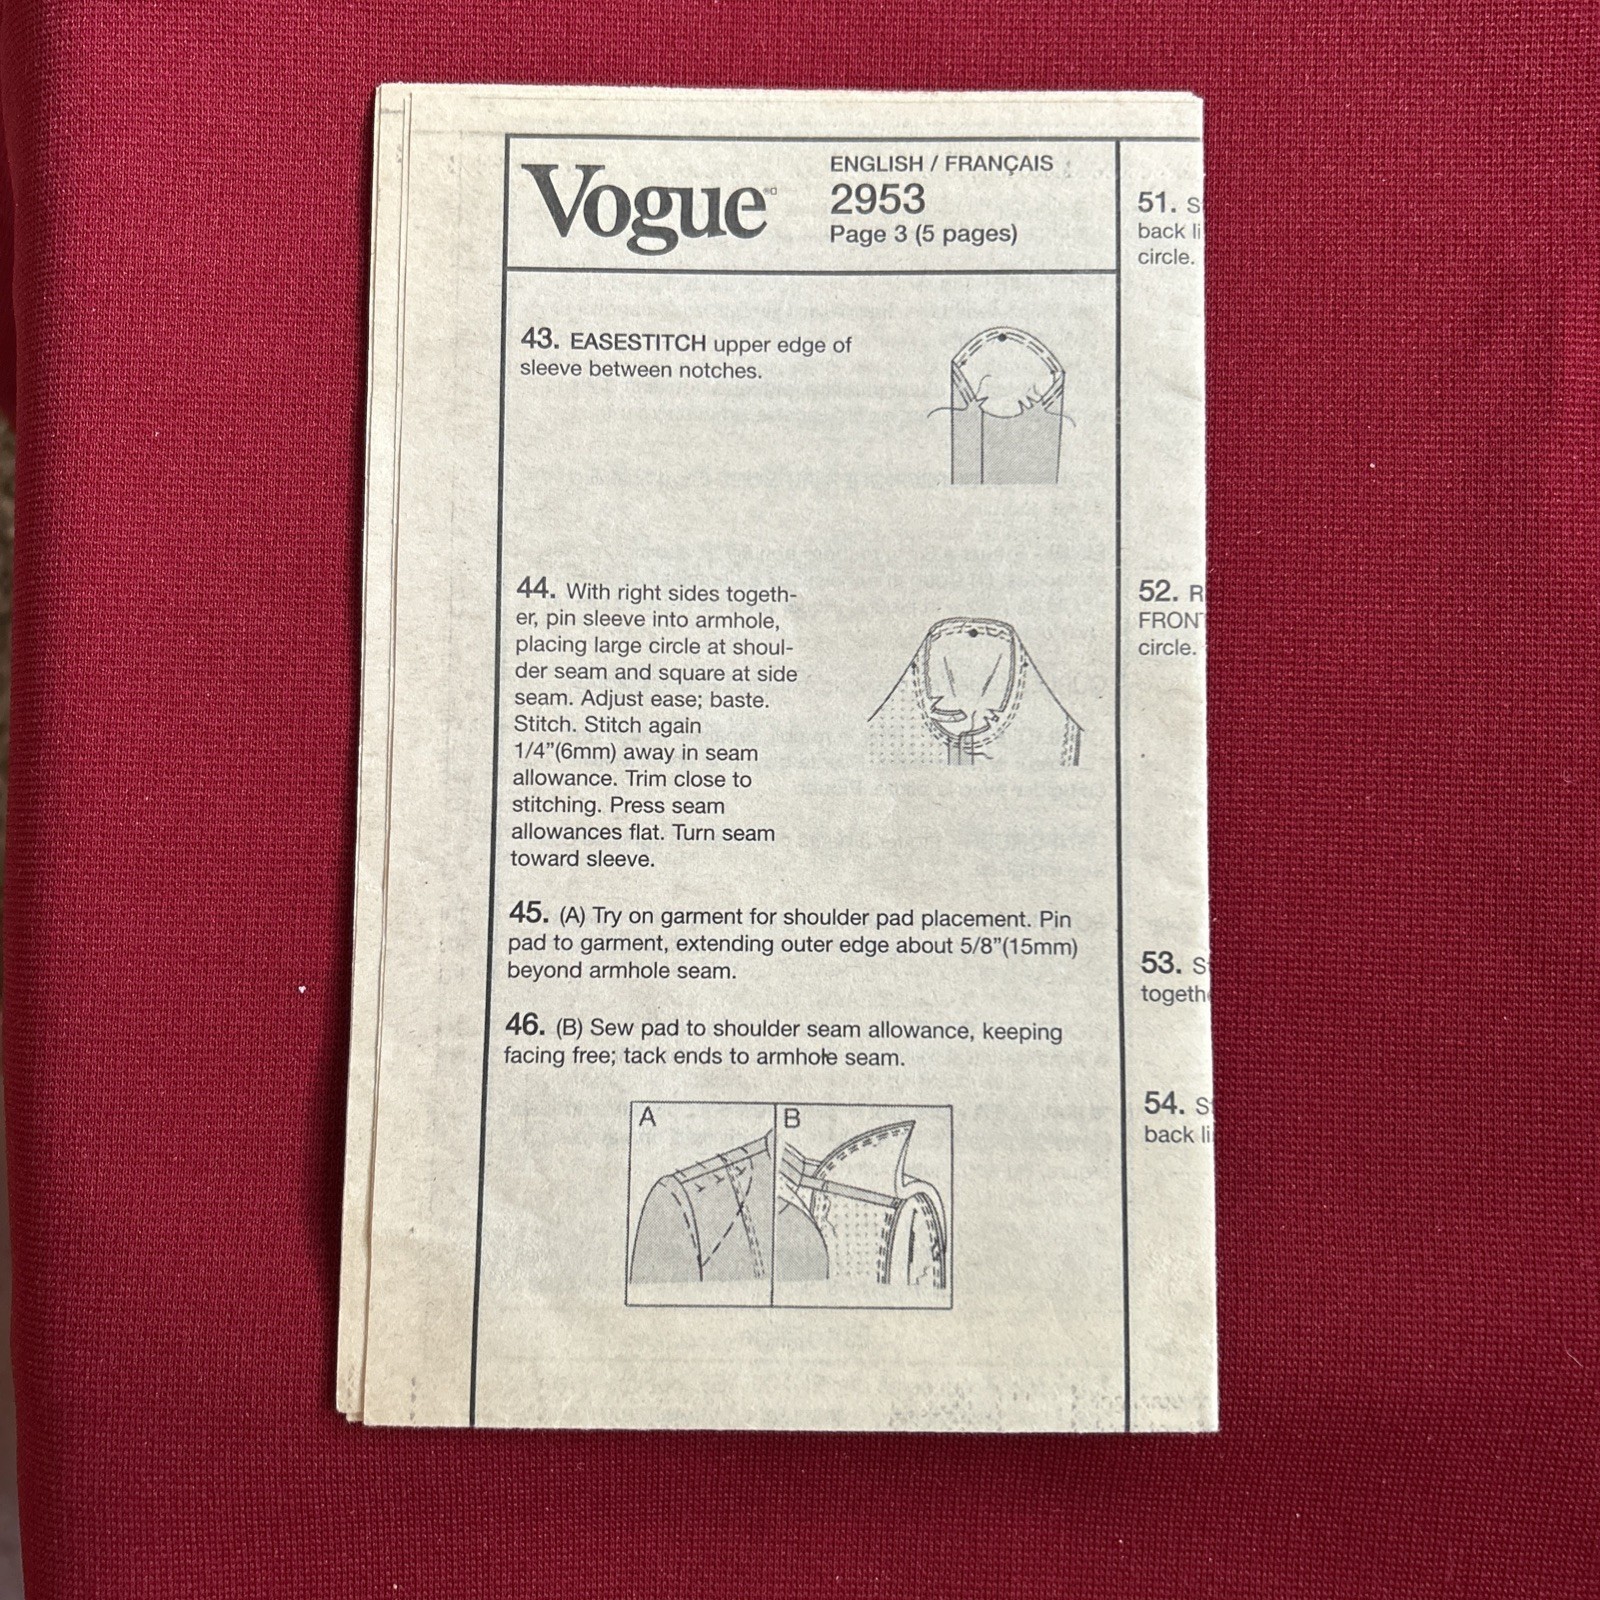 Vogue
ENGLISH / FRANÇAIS
2953
Page 3 (5 pages)
43. EASESTITCH upper edge of
sleeve between notches.
44. With right sides togeth-
er, pin sleeve into armhole,
placing large circle at shoul-
der seam and square at side
seam. Adjust ease; baste.
Stitch. Stitch again
1/4"(6mm) away in seam
allowance. Trim close to
stitching. Press seam
allowances flat. Turn seam
toward sleeve.
45. (A) Try on garment for shoulder pad placement. Pin
pad to garment, extending outer edge about 5/8"(15mm)
beyond armhole seam.
46. (B) Sew pad to shoulder seam allowance, keeping
facing free; tack ends to armhole seam.
A
B
51.
back
circle.
52.
circle.
53.
54.
back